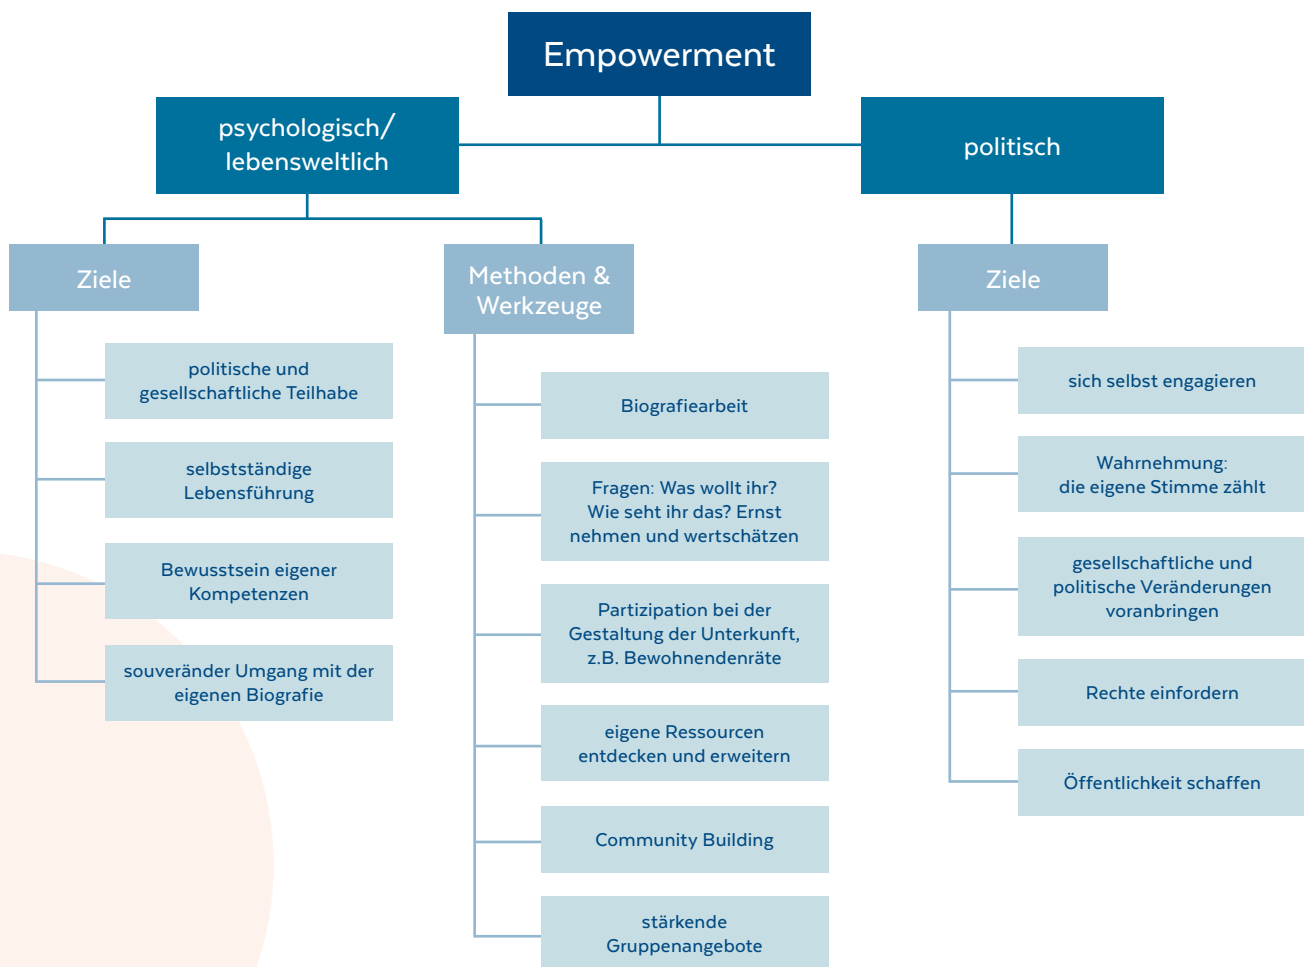 Empowerment
psychologisch/
lebensweltlich
politisch
Ziele
politische und
gesellschaftliche Teilhabe
selbstständige
Lebensführung
Bewusstsein eigener
Kompetenzen
souveränder Umgang mit der
eigenen Biografie
Methoden &
Werkzeuge
Biografiearbeit
Fragen: Was wollt ihr?
Wie seht ihr das? Ernst
nehmen und wertschätzen
Partizipation bei der
Gestaltung der Unterkunft,
z.B. Bewohnendenräte
eigene Ressourcen
entdecken und erweitern
Community Building
stärkende
Gruppenangebote
Ziele
sich selbst engagieren
Wahrnehmung:
die eigene Stimme zählt
gesellschaftliche und
politische Veränderungen
voranbringen
Rechte einfordern
Öffentlichkeit schaffen